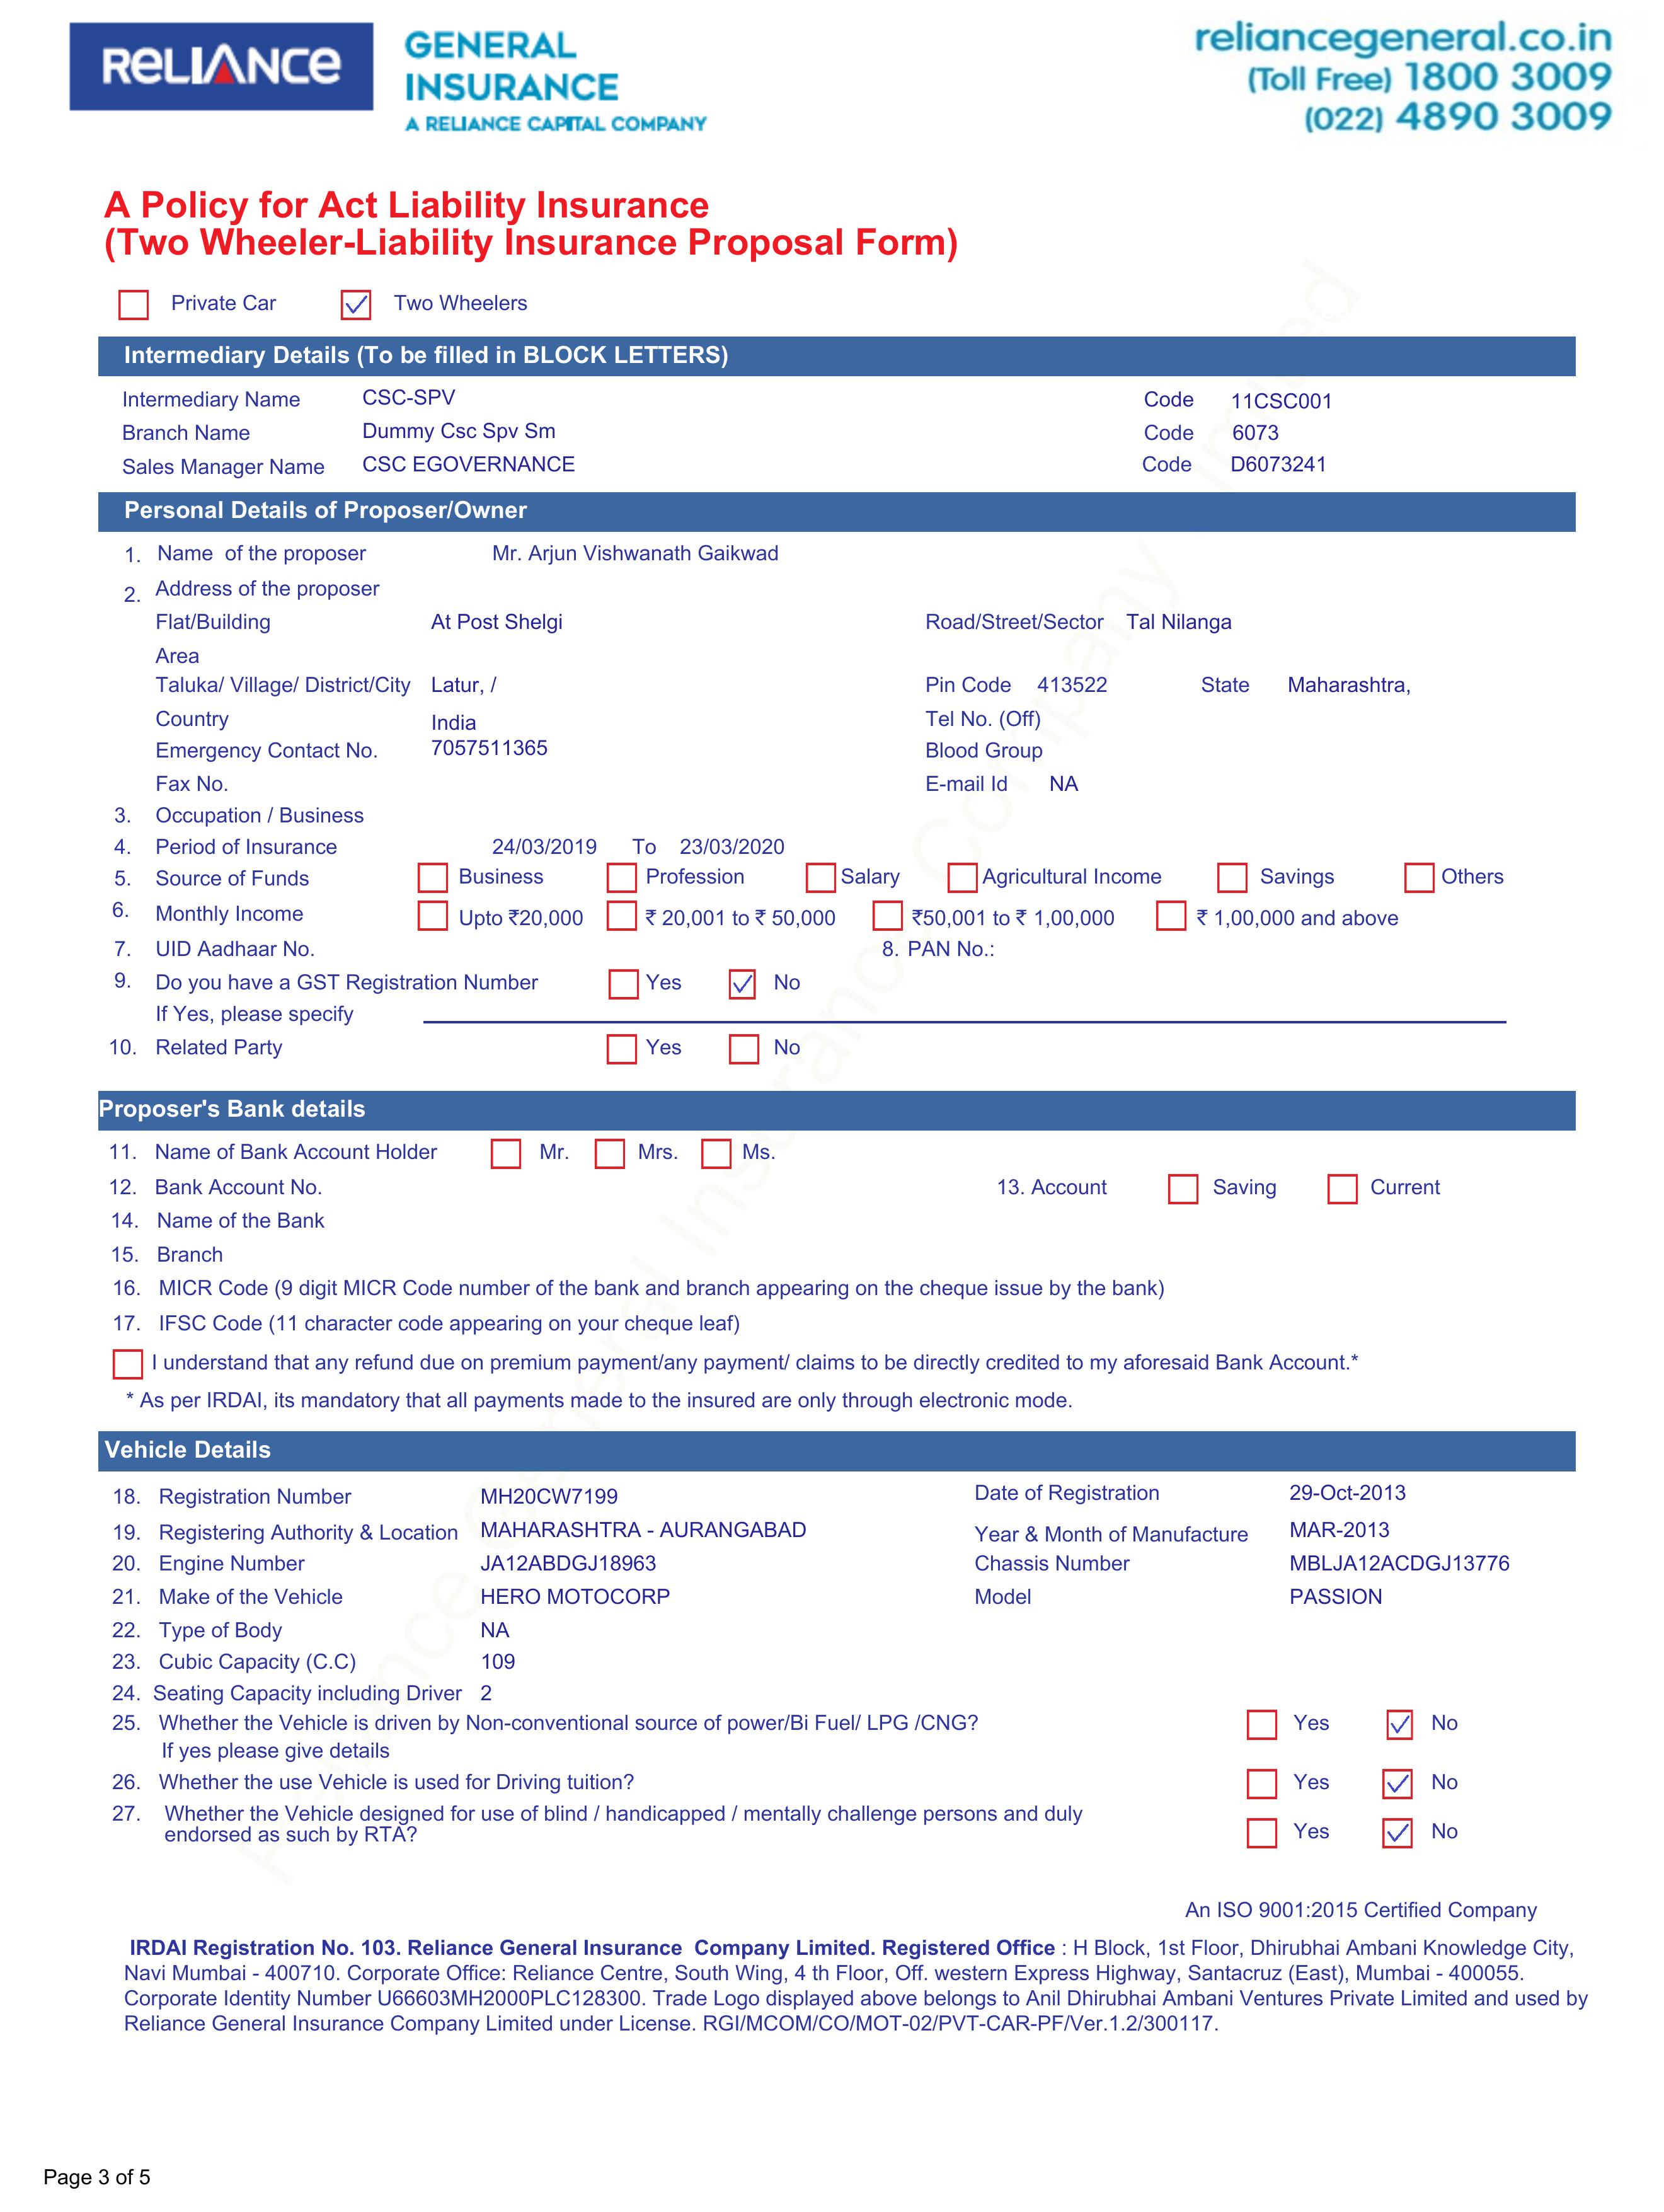 RELIANCE GENERAL INSURANCE A RELIANCE CAPITAL COMPANY
reliancegeneral.co.in
(Toll Free) 1800 3009
(022) 4890 3009
A Policy for Act Liability Insurance
(Two Wheeler-Liability Insurance Proposal Form)
Private Car Two Wheelers
Intermediary Details (To be filled in BLOCK LETTERS)
Intermediary Name CSC-SPV Code 11CSC001
Branch Name Dummy Csc Spv Sm Code 6073
Sales Manager Name CSC EGOVERNANCE Code D6073241
Personal Details of Proposer/Owner
1. Name of the proposer Mr. Arjun Vishwanath Gaikwad
2. Address of the proposer
Flat/Building At Post Shelgi Road/Street/Sector Tal Nilanga
Area
Taluka/ Village/ District/City Latur, / Pin Code 413522 State Maharashtra,
Country India Tel No. (Off)
Emergency Contact No. 7057511365 Blood Group
Fax No. E-mail Id NA
3. Occupation / Business
4. Period of Insurance 24/03/2019 To 23/03/2020
5. Source of Funds Business Profession Salary Agricultural Income Savings Others
6. Monthly Income Upto ₹20,000 ₹ 20,001 to ₹ 50,000 ₹50,001 to ₹ 1,00,000 ₹ 1,00,000 and above
7. UID Aadhaar No. 8. PAN No.:
9. Do you have a GST Registration Number Yes No
If Yes, please specify
10. Related Party Yes No
Proposer's Bank details
11. Name of Bank Account Holder Mr. Mrs. Ms.
12. Bank Account No. 13. Account Saving Current
14. Name of the Bank
15. Branch
16. MICR Code (9 digit MICR Code number of the bank and branch appearing on the cheque issue by the bank)
17. IFSC Code (11 character code appearing on your cheque leaf)
I understand that any refund due on premium payment/any payment/ claims to be directly credited to my aforesaid Bank Account.*
* As per IRDAI, its mandatory that all payments made to the insured are only through electronic mode.
Vehicle Details
18. Registration Number MH20CW7199 Date of Registration 29-Oct-2013
19. Registering Authority & Location MAHARASHTRA - AURANGABAD Year & Month of Manufacture MAR-2013
20. Engine Number JA12ABDGJ18963 Chassis Number MBLJA12ACDGJ13776
21. Make of the Vehicle HERO MOTOCORP Model PASSION
22. Type of Body NA
23. Cubic Capacity (C.C) 109
24. Seating Capacity including Driver 2
25. Whether the Vehicle is driven by Non-conventional source of power/Bi Fuel/ LPG /CNG? Yes No
If yes please give details
26. Whether the use Vehicle is used for Driving tuition? Yes No
27. Whether the Vehicle designed for use of blind / handicapped / mentally challenge persons and duly
endorsed as such by RTA? Yes No
An ISO 9001:2015 Certified Company
IRDAI Registration No. 103. Reliance General Insurance Company Limited. Registered Office : H Block, 1st Floor, Dhirubhai Ambani Knowledge City,
Navi Mumbai - 400710. Corporate Office: Reliance Centre, South Wing, 4 th Floor, Off. western Express Highway, Santacruz (East), Mumbai - 400055.
Corporate Identity Number U66603MH2000PLC128300. Trade Logo displayed above belongs to Anil Dhirubhai Ambani Ventures Private Limited and used by
Reliance General Insurance Company Limited under License. RGI/MCOM/CO/MOT-02/PVT-CAR-PF/Ver.1.2/300117.
Page 3 of 5
Reliance General Insurance Company Limited